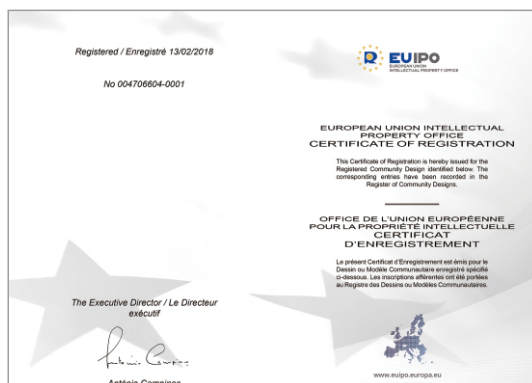 Registered / Enregistré 13/02/2018
No 004706604-0001
The Executive Director / Le Directeur
exécutif
António Campinos
EUIPO
EUROPEAN UNION
INTELLECTUAL PROPERTY OFFICE
EUROPEAN UNION INTELLECTUAL
PROPERTY OFFICE
CERTIFICATE OF REGISTRATION
This Certificate of Registration is hereby issued for the
Registered Community Design identified below. The
corresponding entries have been recorded in the
Register of Community Designs.
OFFICE DE L'UNION EUROPÉENNE
POUR LA PROPRIÉTÉ INTELLECTUELLE
CERTIFICAT
D'ENREGISTREMENT
Le présent Certificat d'Enregistrement est émis pour le
Dessin ou Modèle Communautaire enregistré spécifié
ci-dessous. Les inscriptions afférentes ont été portées
au Registre des Dessins ou Modèles Communautaires.
www.euipo.europa.eu